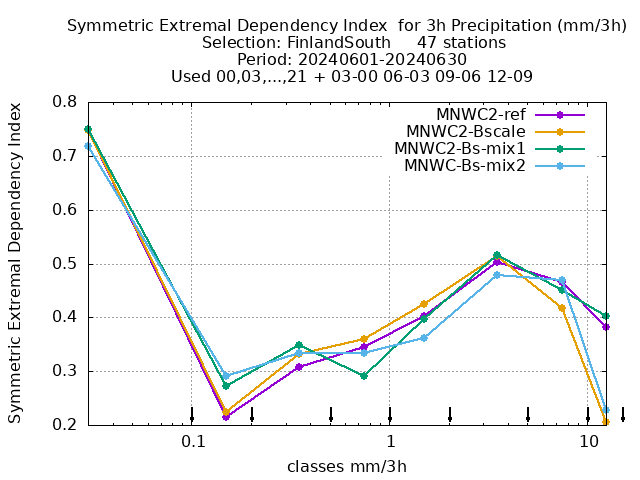 Symmetric Extremal Dependency Index  for 3h Precipitation (mm/3h)
Selection: FinlandSouth     47 stations
Period: 20240601-20240630
Used 00,03,...,21 + 03-00 06-03 09-06 12-09
Symmetric Extremal Dependency Index
0.8
0.7
0.6
0.5
0.4
0.3
0.2
MNWC2-ref
MNWC2-Bscale
MNWC2-Bs-mix1
MNWC-Bs-mix2
0.1
1
10
classes mm/3h